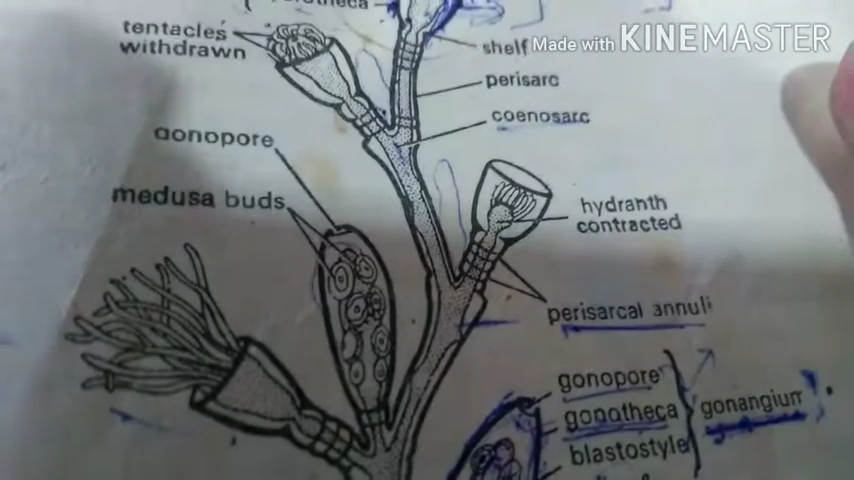 tentacles
withdrawn
shelf
Made with KINEMASTER
perisarc
coenosarc
gonopore
medusa buds
hydranth
contracted
perisarcal annuli
gonopore
gonotheca
blastostyle
gonangium